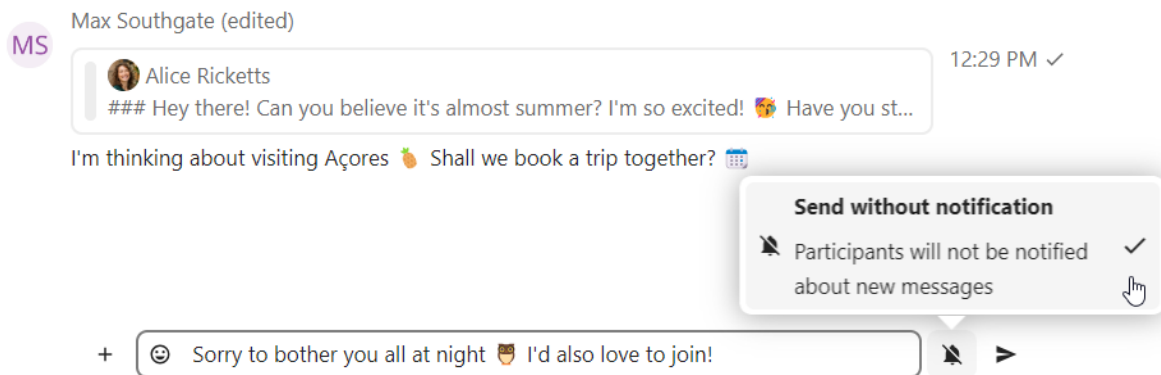 Max Southgate (edited)
MS
12:29 PM
Alice Ricketts
### Hey there! Can you believe it's almost summer? I'm so excited! 🥳 Have you st...
I'm thinking about visiting Açores 🍍 Shall we book a trip together? 🗓️
Send without notification
Participants will not be notified
about new messages
Sorry to bother you all at night 🦉 I'd also love to join!